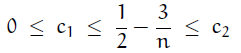 0 ≤ c₁ ≤ 1/2 − 3/n ≤ c₂